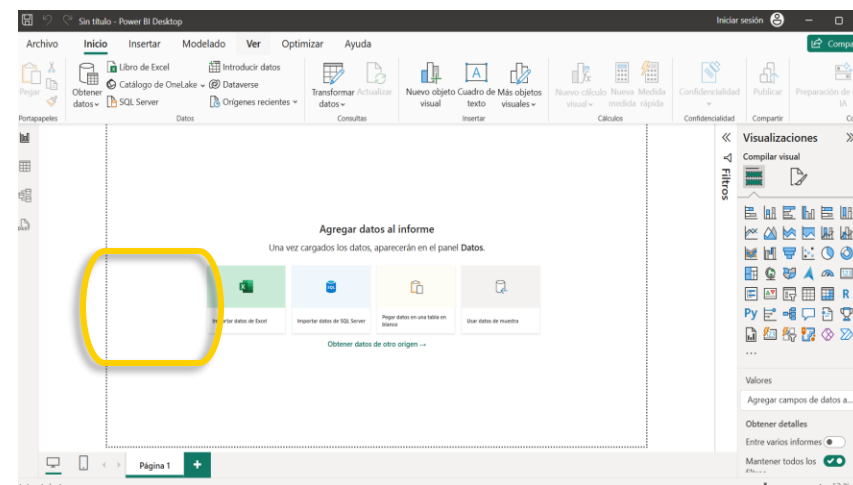 Sin título - Power BI Desktop
Iniciar sesión
Archivo Inicio Insertar Modelado Ver Optimizar Ayuda
Compa
Pegar
Obtener datos
Libro de Excel
Catálogo de OneLake
SQL Server
Introducir datos
Dataverse
Orígenes recientes
Transformar datos
Actualizar
Nuevo objeto visual
Cuadro de texto
Más objetos visuales
Nuevo cálculo visual
Nueva medida
Medida rápida
Confidencialidad
Publicar
Preparación de
IA
Portapapeles Datos Consultas Insertar Cálculos Confidencialidad Compartir
Filtros
Visualizaciones
Compilar visual
Agregar datos al informe
Una vez cargados los datos, aparecerán en el panel Datos.
SQL
Importar datos de Excel
Importar datos de SQL Server
Pegar datos en una tabla en blanco
Usar datos de muestra
Obtener datos de otro origen →
R
Py
...
Valores
Agregar campos de datos a...
Obtener detalles
Entre varios informes
Mantener todos los
Página 1